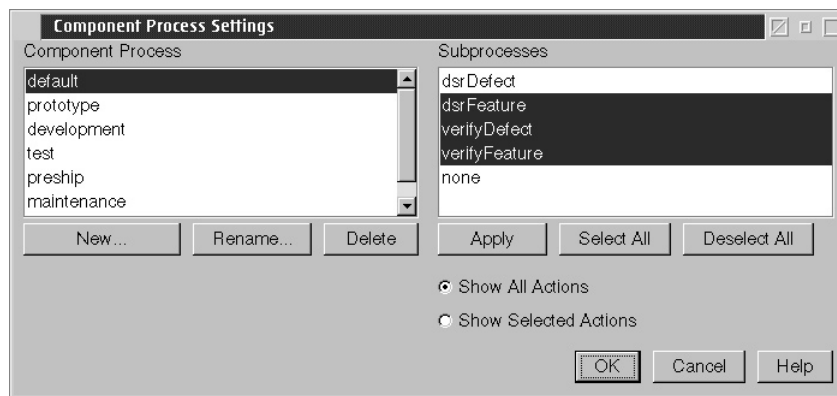 Component Process Settings
Component Process
Subprocesses
default
prototype
development
test
preship
maintenance
dsrDefect
dsrFeature
verifyDefect
verifyFeature
none
New...
Rename...
Delete
Apply
Select All
Deselect All
Show All Actions
Show Selected Actions
OK
Cancel
Help